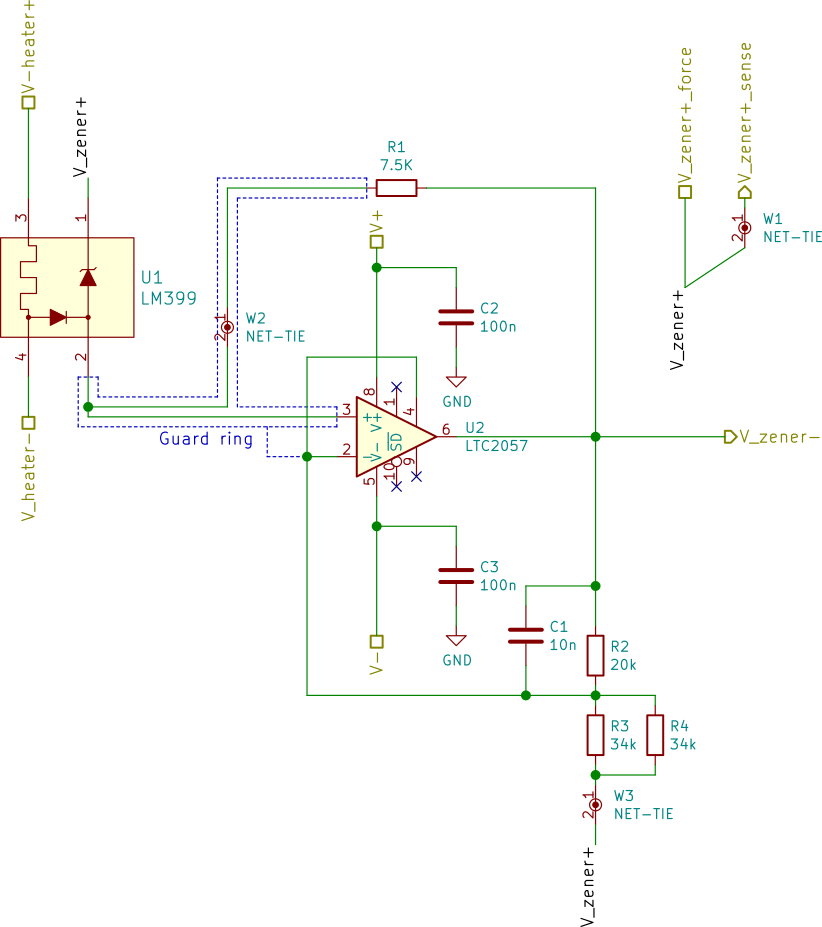 V-heater+
V_zener+
3
1
U1
LM399
4
2
V_heater-
R1
7.5K
V+
C2
100n
GND
1
2
W2
NET-TIE
Guard ring
8
1
4
3
+
+
V+
2
-
V-
SD
6
U2
LTC2057
5
10
9
C3
100n
GND
V-
V_zener+_force
V_zener+_sense
1
2
W1
NET-TIE
V_zener+
V_zener-
C1
10n
R2
20k
R3
34k
R4
34k
1
2
W3
NET-TIE
V_zener+